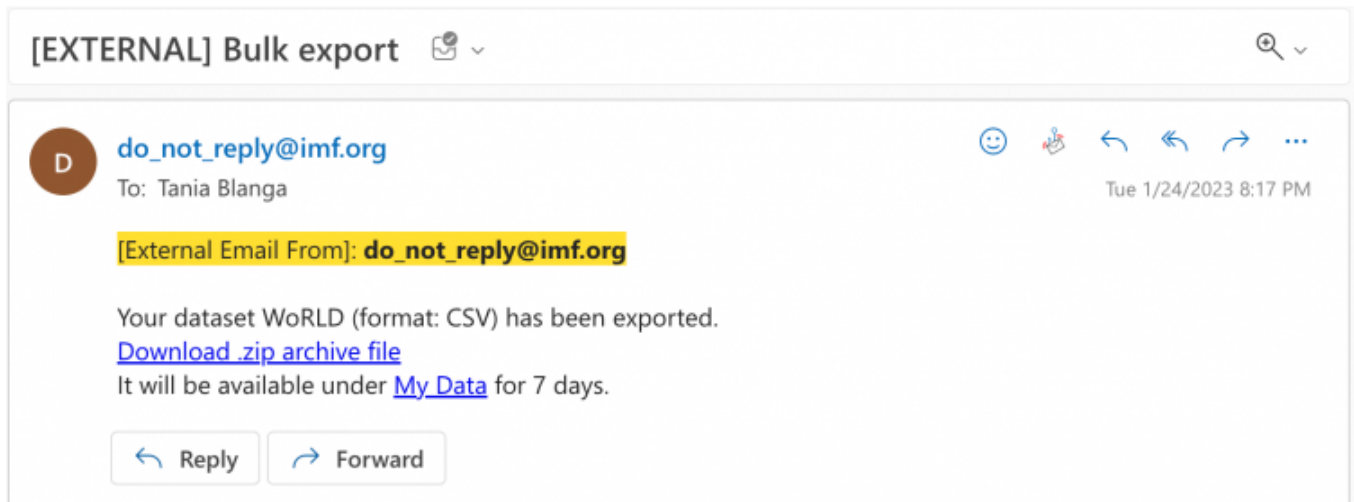 [EXTERNAL] Bulk export
D
do_not_reply@imf.org
To: Tania Blanga
Tue 1/24/2023 8:17 PM
[External Email From]: do_not_reply@imf.org
Your dataset WoRLD (format: CSV) has been exported.
Download .zip archive file
It will be available under My Data for 7 days.
Reply
Forward